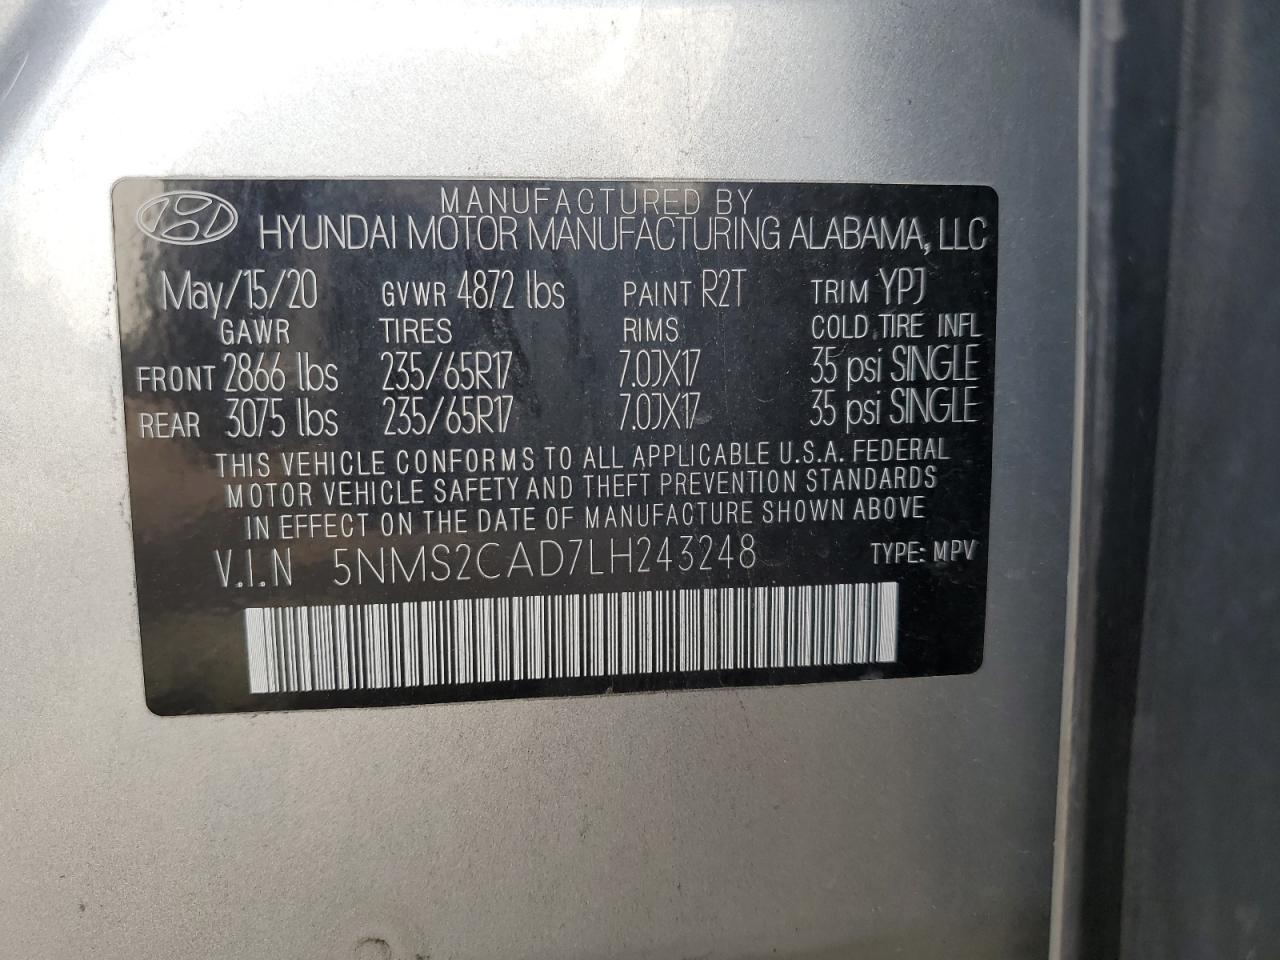 MANUFACTURED BY
HYUNDAI MOTOR MANUFACTURING ALABAMA, LLC
May/15/20 GVWR 4872 lbs PAINT R2T TRIM YPJ
GAWR TIRES RIMS COLD TIRE INFL
FRONT 2866 lbs 235/65R17 7.0JX17 35 psi SINGLE
REAR 3075 lbs 235/65R17 7.0JX17 35 psi SINGLE
THIS VEHICLE CONFORMS TO ALL APPLICABLE U.S.A. FEDERAL
MOTOR VEHICLE SAFETY AND THEFT PREVENTION STANDARDS
IN EFFECT ON THE DATE OF MANUFACTURE SHOWN ABOVE
V.I.N 5NMS2CAD7LH243248 TYPE: MPV